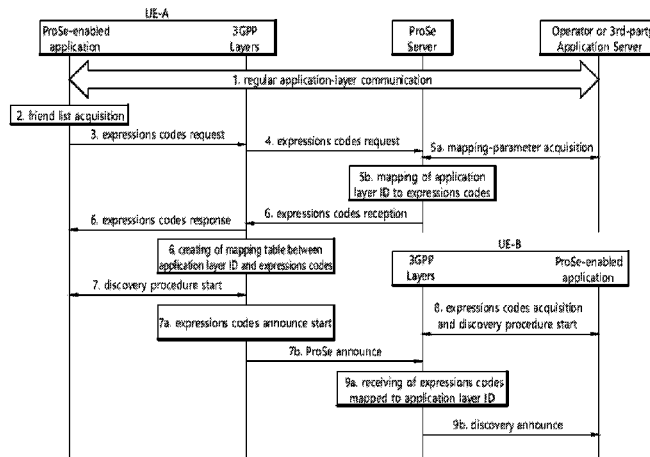 UE-A
ProSe-enabled
application
3GPP
Layers
ProSe
Server
Operator or 3rd-party
Application Server
1. regular application-layer communication
2. friend list acquisition
3. expressions codes request
4. expressions codes request
5a. mapping-parameter acquisition
5b. mapping of application
layer ID to expressions codes
6. expressions codes response
6. expressions codes reception
6. creating of mapping table between
application layer ID and expressions codes
UE-B
3GPP
Layers
ProSe-enabled
application
7. discovery procedure start
8. expressions codes acquisition
and discovery procedure start
7a. expressions codes announce start
7b. ProSe announce
9a. receiving of expressions codes
mapped to application layer ID
9b. discovery announce